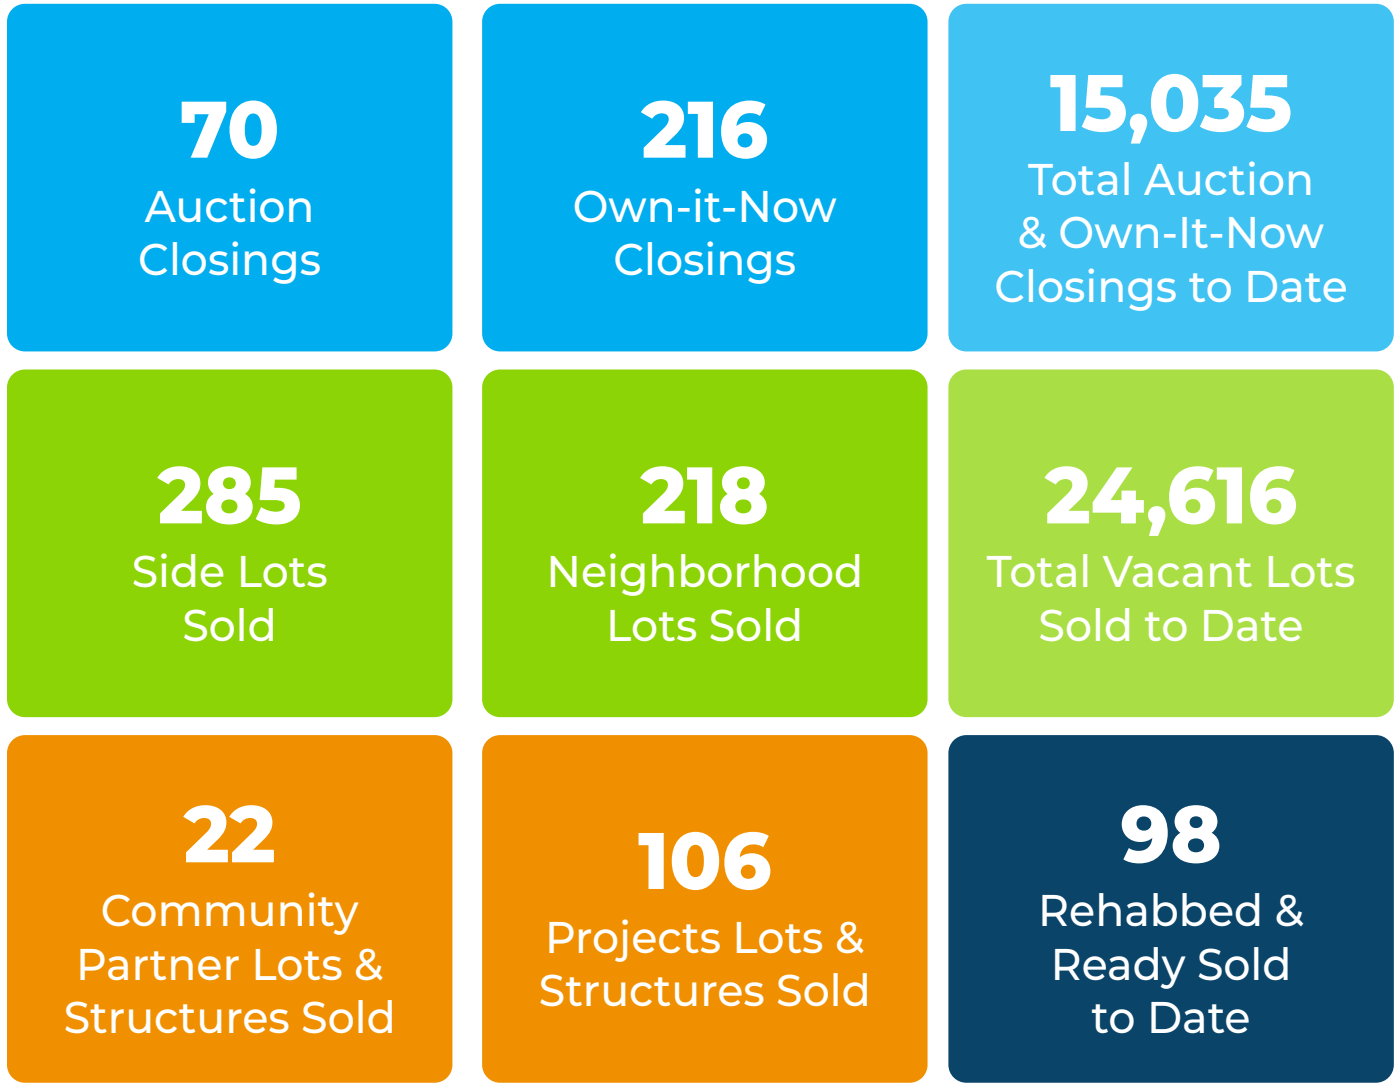 70
Auction
Closings
216
Own-it-Now
Closings
15,035
Total Auction
& Own-It-Now
Closings to Date
285
Side Lots
Sold
218
Neighborhood
Lots Sold
24,616
Total Vacant Lots
Sold to Date
22
Community
Partner Lots &
Structures Sold
106
Projects Lots &
Structures Sold
98
Rehabbed &
Ready Sold
to Date